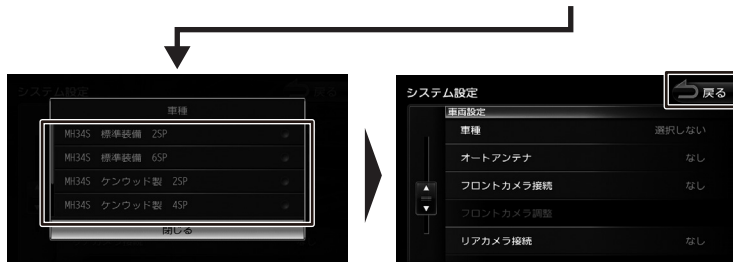 システム設定
戻る
車種
MH34S 標準装備 2SP
MH34S 標準装備 6SP
MH34S ケンウッド製 2SP
MH34S ケンウッド製 4SP
閉じる
システム設定
戻る
車両設定
車種 選択しない
オートアンテナ なし
フロントカメラ接続 なし
フロントカメラ調整
リアカメラ接続 なし